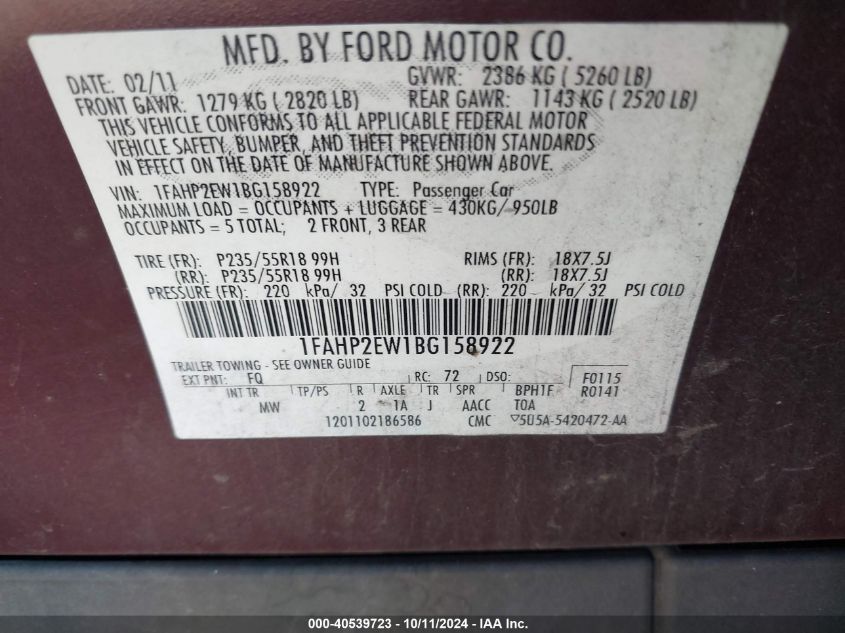 MFD. BY FORD MOTOR CO.
DATE: 02/11 GVWR: 2386 KG ( 5260 LB)
FRONT GAWR: 1279 KG ( 2820 LB) REAR GAWR: 1143 KG ( 2520 LB)
THIS VEHICLE CONFORMS TO ALL APPLICABLE FEDERAL MOTOR
VEHICLE SAFETY, BUMPER, AND THEFT PREVENTION STANDARDS
IN EFFECT ON THE DATE OF MANUFACTURE SHOWN ABOVE.
VIN: 1FAHP2EW1BG158922 TYPE: Passenger Car
MAXIMUM LOAD = OCCUPANTS + LUGGAGE = 430KG/ 950LB
OCCUPANTS = 5 TOTAL; 2 FRONT, 3 REAR
TIRE (FR): P235/55R18 99H RIMS (FR): 18X7.5J
(RR): P235/55R18 99H (RR): 18X7.5J
PRESSURE (FR): 220 kPa/ 32 PSI COLD (RR): 220 kPa/ 32 PSI COLD
1FAHP2EW1BG158922
TRAILER TOWING - SEE OWNER GUIDE
EXT PNT: FQ RC: 72 DSO: F0115
INT TR TP/PS R AXLE TR SPR BPH1F R0141
MW 2 1A J AACC TOA
1201102186586 CMC ▽5U5A-5420472-AA
000-40539723 - 10/11/2024 - IAA Inc.